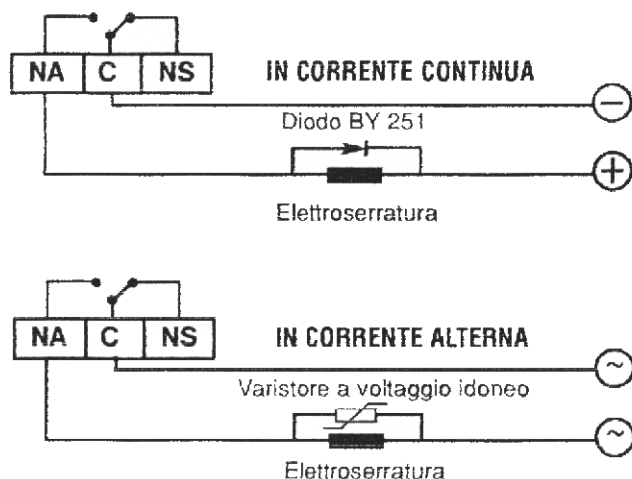 NA C NS
IN CORRENTE CONTINUA
−
Diodo BY 251
+
Elettroserratura
NA C NS
IN CORRENTE ALTERNA
~
Varistore a voltaggio idoneo
~
Elettroserratura